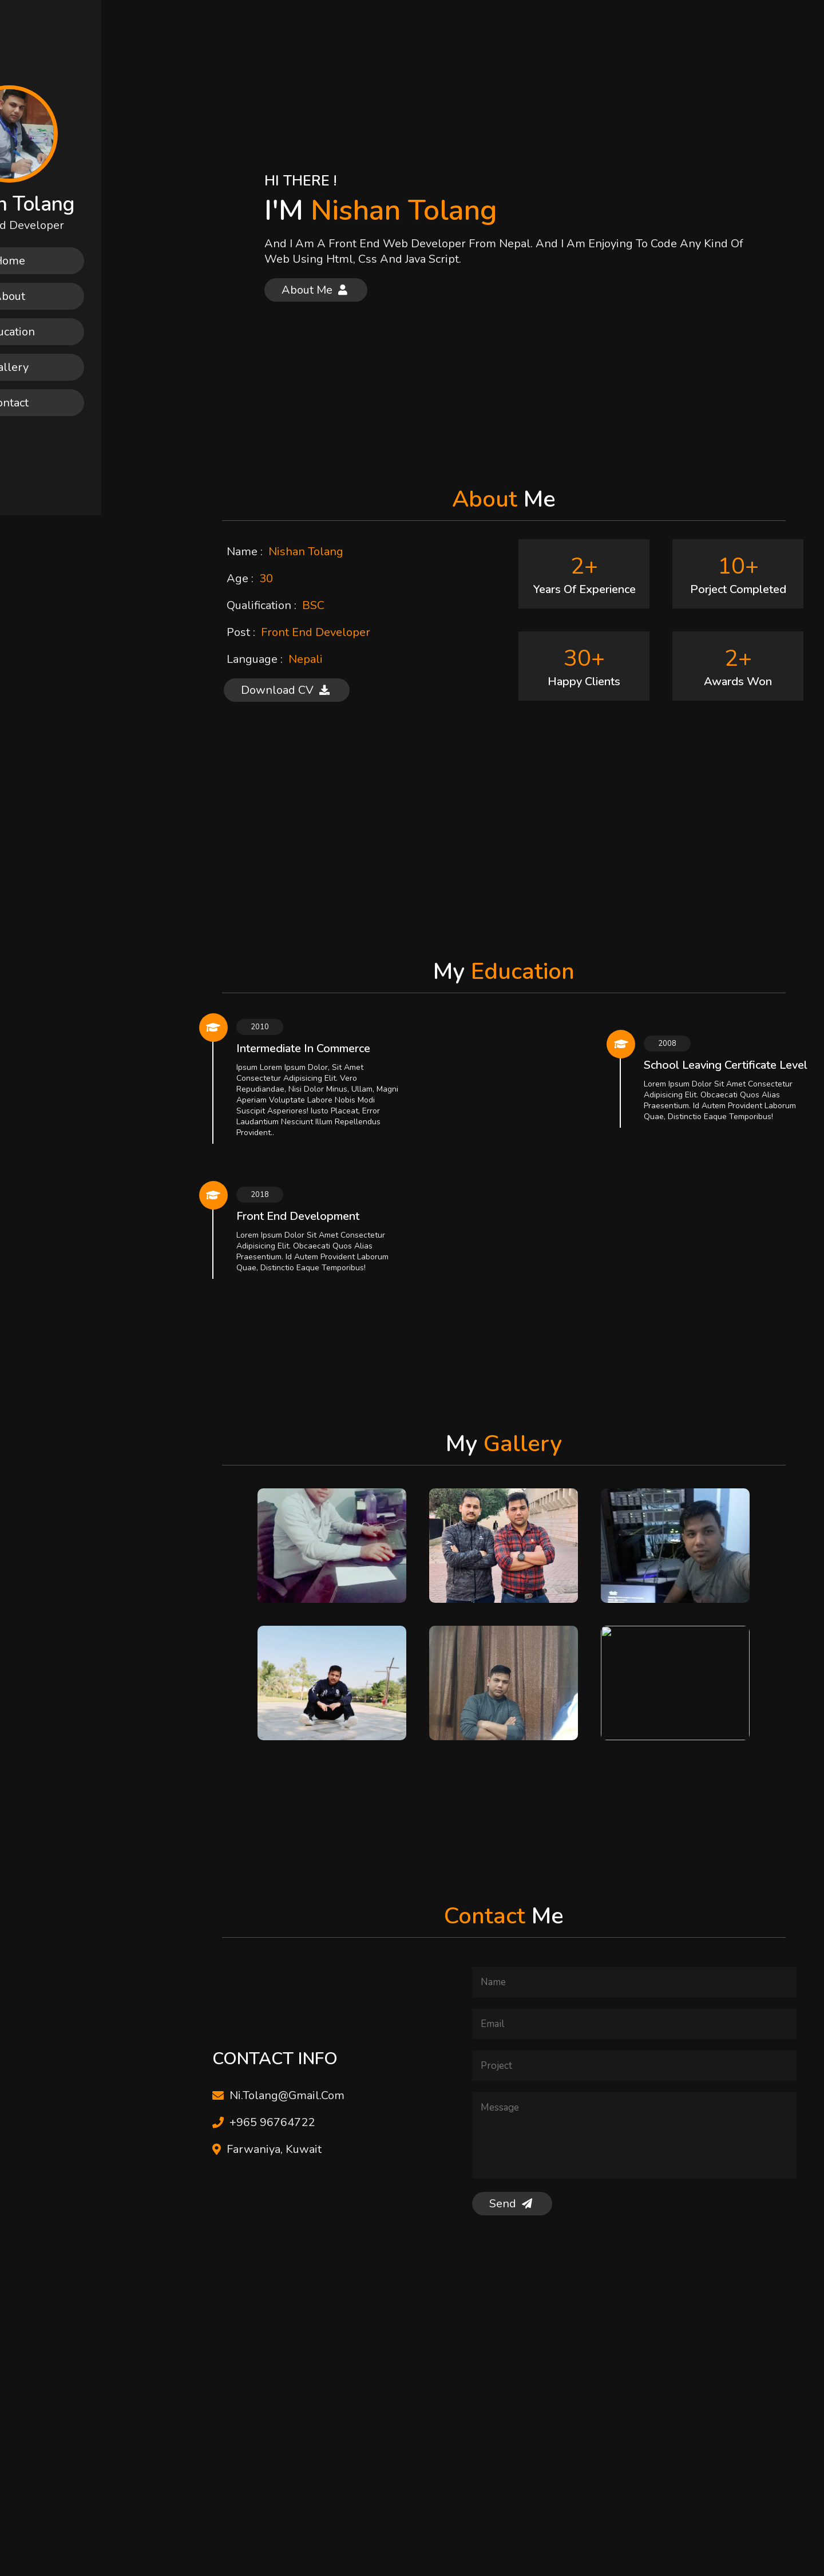 n Tolang
d Developer
Home
About
ucation
allery
ontact
HI THERE !
I'M Nishan Tolang
And I Am A Front End Web Developer From Nepal. And I Am Enjoying To Code Any Kind Of
Web Using Html, Css And Java Script.
About Me
About Me
Name : Nishan Tolang
Age : 30
Qualification : BSC
Post : Front End Developer
Language : Nepali
Download CV
2+
Years Of Experience
10+
Porject Completed
30+
Happy Clients
2+
Awards Won
My Education
2010
Intermediate In Commerce
Ipsum Lorem Ipsum Dolor, Sit Amet
Consectetur Adipisicing Elit. Vero
Repudiandae, Nisi Dolor Minus, Ullam, Magni
Aperiam Voluptate Labore Nobis Modi
Suscipit Asperiores! Iusto Placeat, Error
Laudantium Nesciunt Illum Repellendus
Provident..
2008
School Leaving Certificate Level
Lorem Ipsum Dolor Sit Amet Consectetur
Adipisicing Elit. Obcaecati Quos Alias
Praesentium. Id Autem Provident Laborum
Quae, Distinctio Eaque Temporibus!
2018
Front End Development
Lorem Ipsum Dolor Sit Amet Consectetur
Adipisicing Elit. Obcaecati Quos Alias
Praesentium. Id Autem Provident Laborum
Quae, Distinctio Eaque Temporibus!
My Gallery
Contact Me
CONTACT INFO
Ni.Tolang@Gmail.Com
+965 96764722
Farwaniya, Kuwait
Name
Email
Project
Message
Send